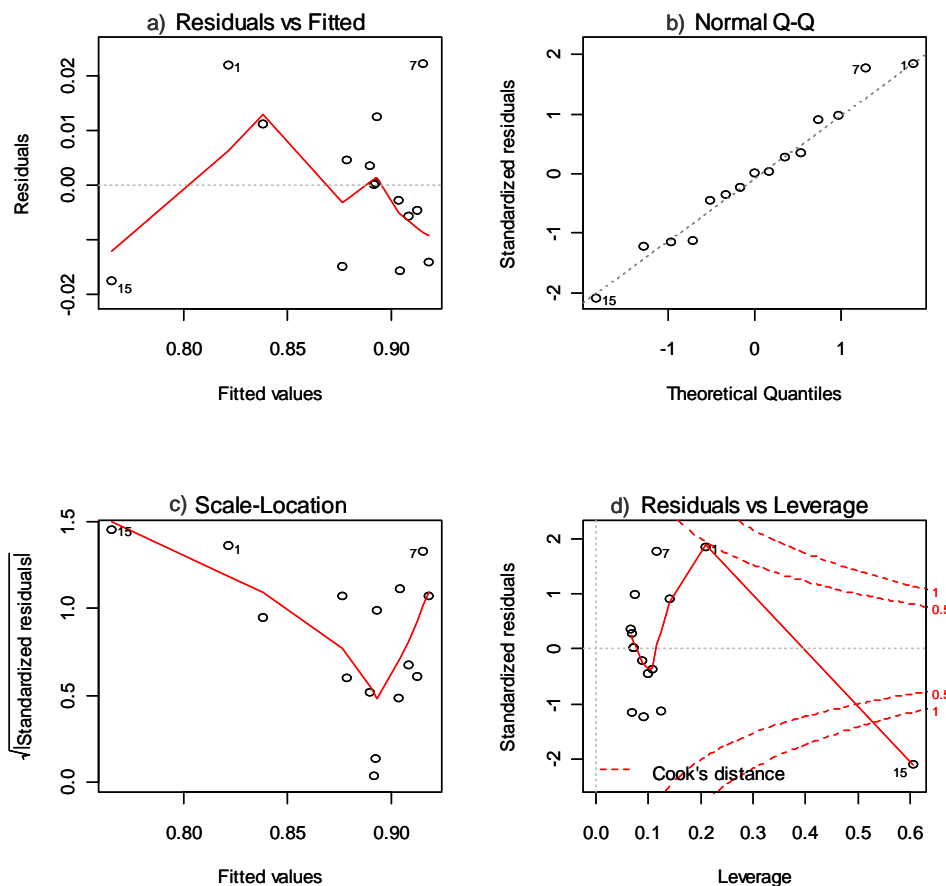 a) Residuals vs Fitted
Residuals
0.02
0.01
0.00
-0.02
1
7
15
0.80 0.85 0.90
Fitted values
b) Normal Q-Q
Standardized residuals
2
1
0
-1
-2
7
1
15
-1 0 1
Theoretical Quantiles
c) Scale-Location
√|Standardized residuals|
1.5
1.0
0.5
0.0
15
1
7
0.80 0.85 0.90
Fitted values
d) Residuals vs Leverage
Standardized residuals
2
1
0
-1
-2
7
1
1
0.5
0.5
1
15
Cook's distance
0.0 0.1 0.2 0.3 0.4 0.5 0.6
Leverage